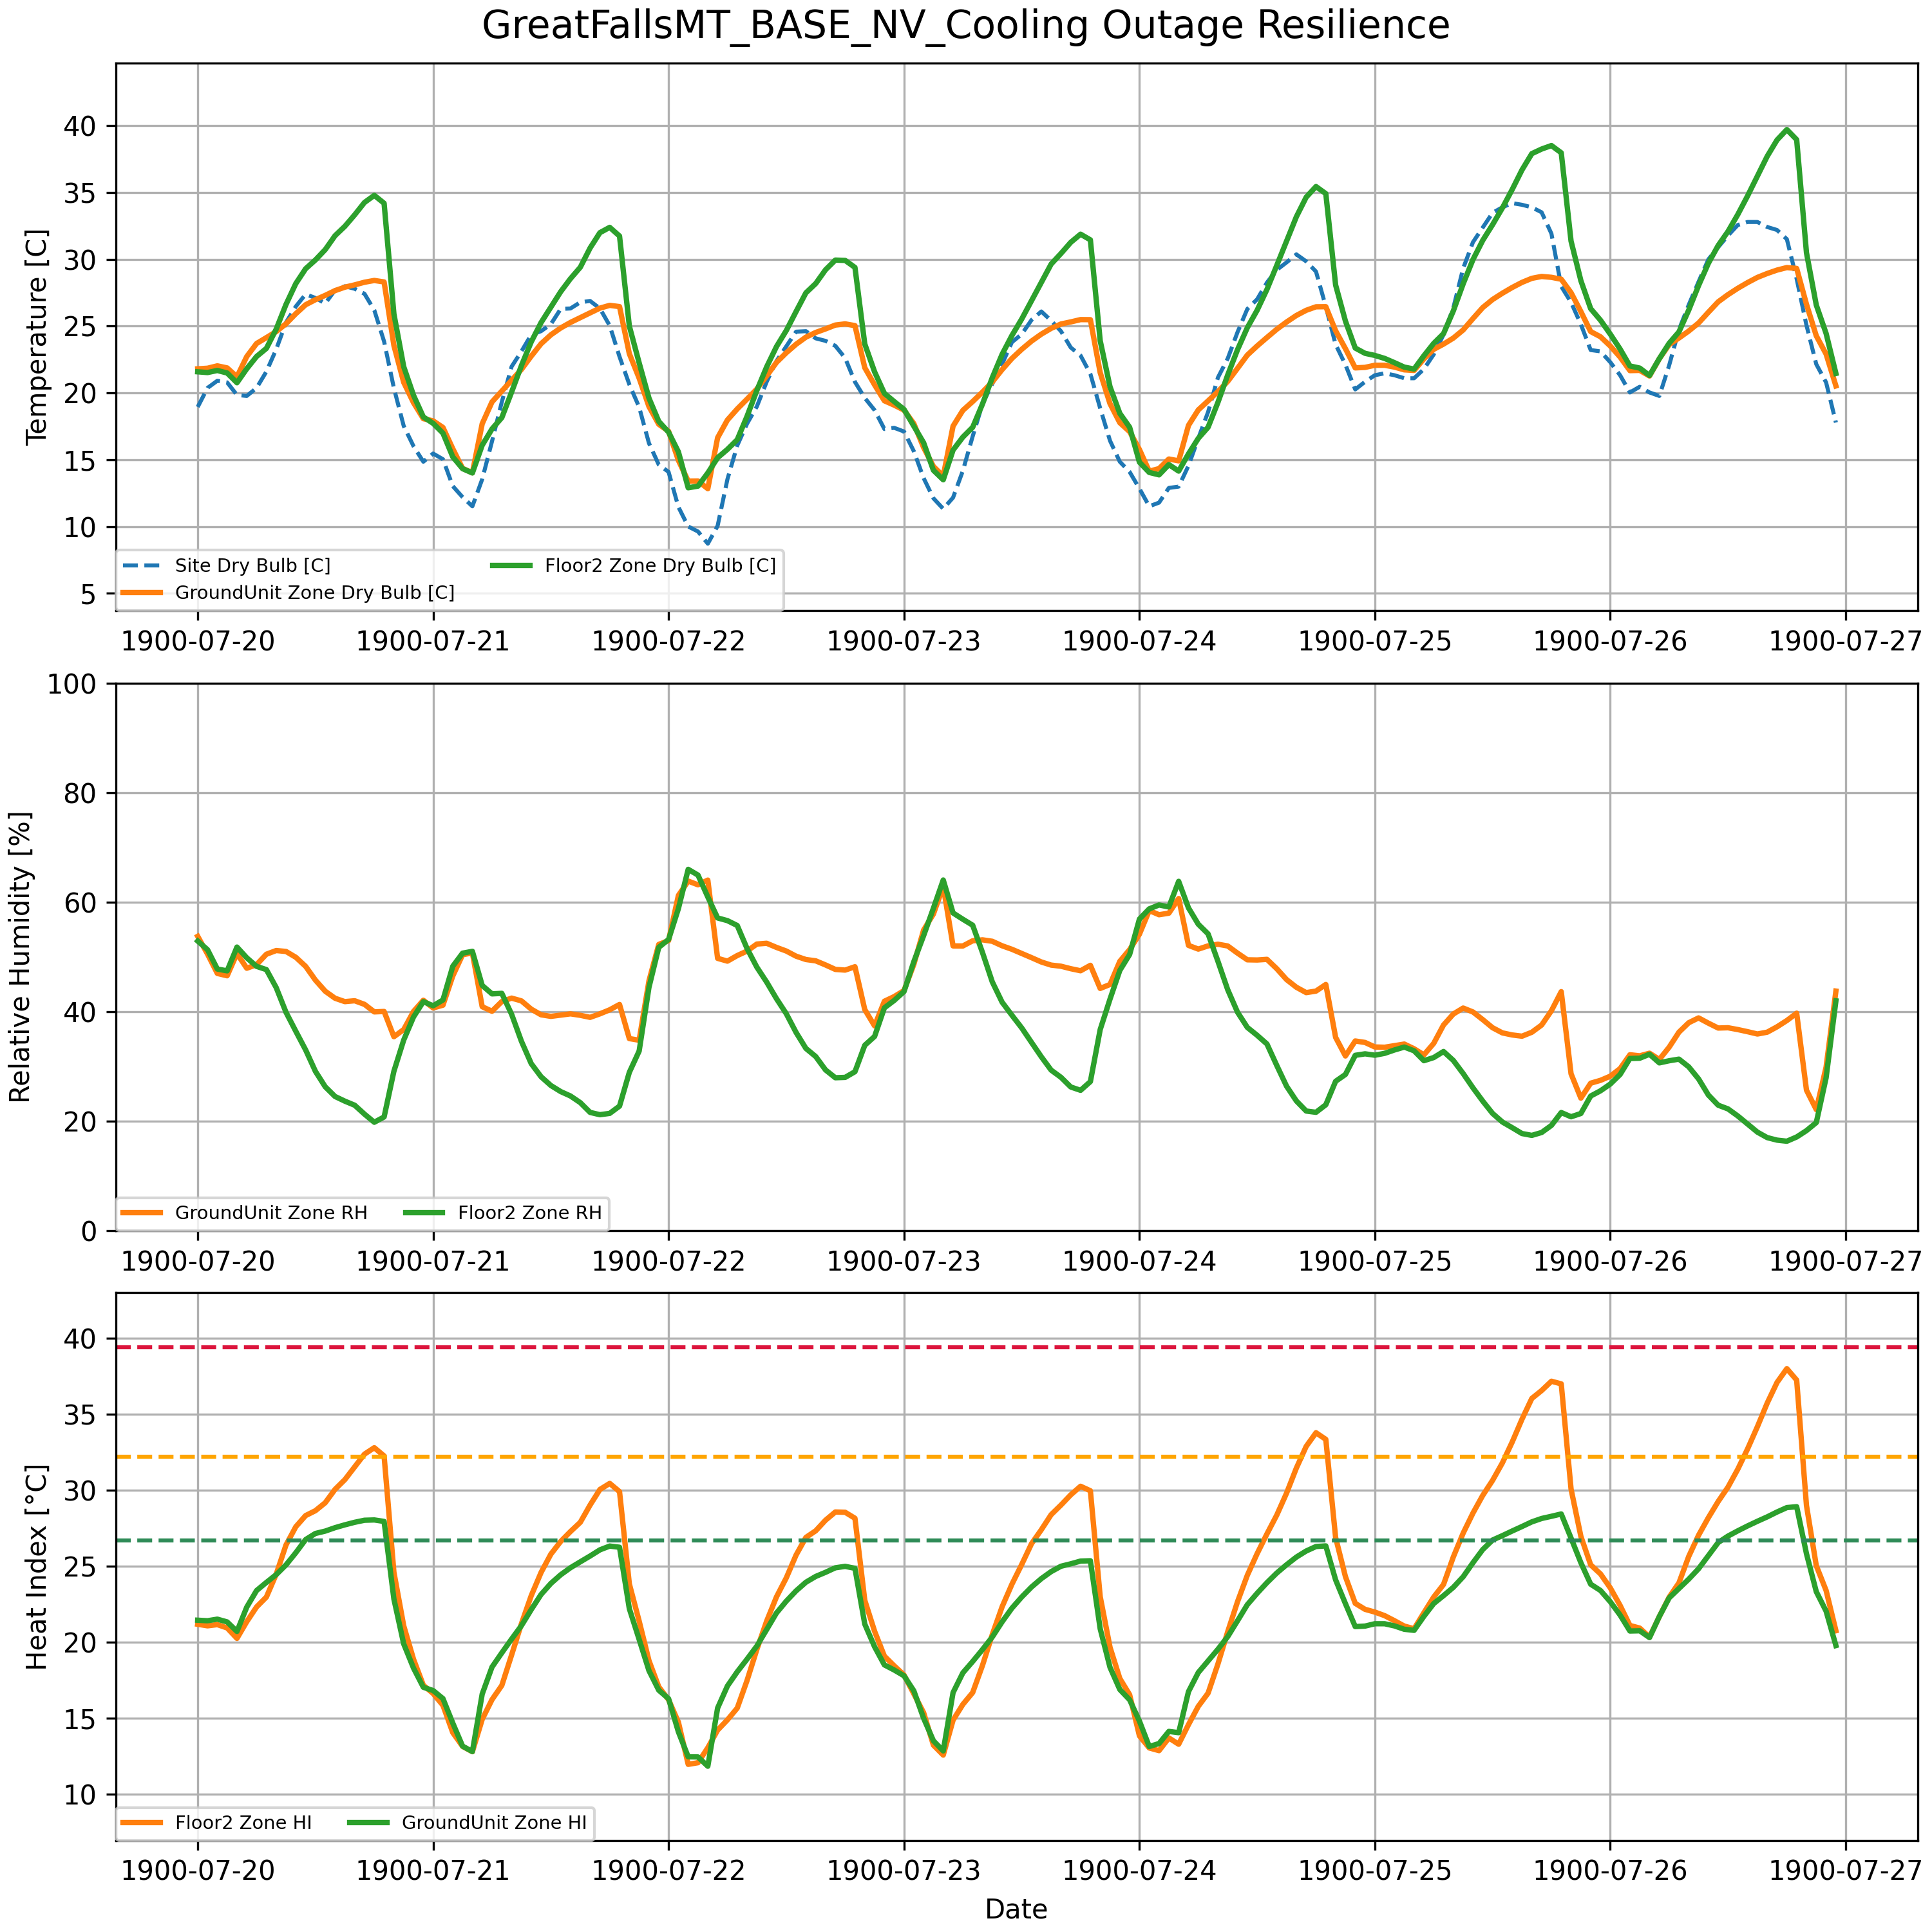 GreatFallsMT_BASE_NV_Cooling Outage Resilience
Temperature [C]
40
35
30
25
20
15
10
5
Site Dry Bulb [C]
GroundUnit Zone Dry Bulb [C]
Floor2 Zone Dry Bulb [C]
1900-07-20 1900-07-21 1900-07-22 1900-07-23 1900-07-24 1900-07-25 1900-07-26 1900-07-27
Relative Humidity [%]
100
80
60
40
20
0
GroundUnit Zone RH Floor2 Zone RH
1900-07-20 1900-07-21 1900-07-22 1900-07-23 1900-07-24 1900-07-25 1900-07-26 1900-07-27
Heat Index [°C]
40
35
30
25
20
15
10
Floor2 Zone HI GroundUnit Zone HI
1900-07-20 1900-07-21 1900-07-22 1900-07-23 1900-07-24 1900-07-25 1900-07-26 1900-07-27
Date